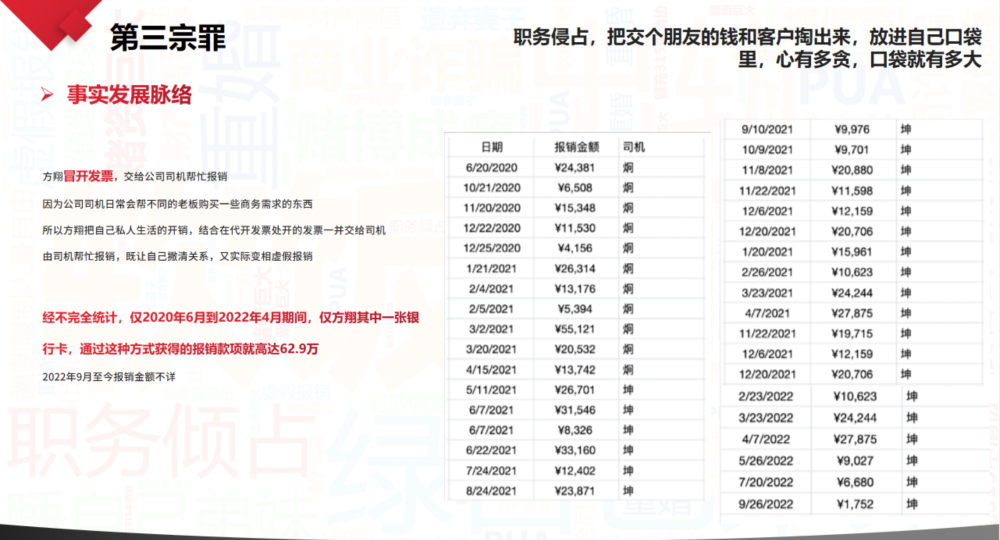 第三宗罪
职务侵占，把交个朋友的钱和客户掏出来，放进自己口袋
里，心有多贪，口袋就有多大
事实发展脉络
方翔冒开发票，交给公司司机帮忙报销
因为公司司机日常会帮不同的老板购买一些商务需求的东西
所以方翔把自己私人生活的开销，结合在代开发票处开的发票一并交给司机
由司机帮忙报销，既让自己撇清关系，又实际变相虚假报销
经不完全统计，仅2020年6月到2022年4月期间，仅方翔其中一张银
行卡，通过这种方式获得的报销款项就高达62.9万
2022年9月至今报销金额不详
日期 报销金额 司机
6/20/2020 ¥24,381 炯
10/21/2020 ¥6,508 炯
11/20/2020 ¥15,348 炯
12/22/2020 ¥11,530 炯
12/25/2020 ¥4,156 炯
1/21/2021 ¥26,314 炯
2/4/2021 ¥13,176 炯
2/5/2021 ¥5,394 炯
3/2/2021 ¥55,121 炯
3/20/2021 ¥20,532 炯
4/15/2021 ¥13,742 炯
5/11/2021 ¥26,701 坤
6/7/2021 ¥31,546 坤
6/7/2021 ¥8,326 坤
6/22/2021 ¥33,160 坤
7/24/2021 ¥12,402 坤
8/24/2021 ¥23,871 坤
9/10/2021 ¥9,976 坤
10/9/2021 ¥9,701 坤
11/8/2021 ¥20,880 坤
11/22/2021 ¥11,598 坤
12/6/2021 ¥12,159 坤
12/20/2021 ¥20,706 坤
1/20/2021 ¥15,961 坤
2/26/2021 ¥10,623 坤
3/23/2021 ¥24,244 坤
4/7/2021 ¥27,875 坤
11/22/2021 ¥19,715 坤
12/6/2021 ¥12,159 坤
12/20/2021 ¥20,706 坤
2/23/2022 ¥10,623 坤
3/23/2022 ¥24,244 坤
4/7/2022 ¥27,875 坤
5/26/2022 ¥9,027 坤
7/20/2022 ¥6,680 坤
9/26/2022 ¥1,752 坤
商业诈骗
赌博成瘾
重婚
PUA
职务倾占